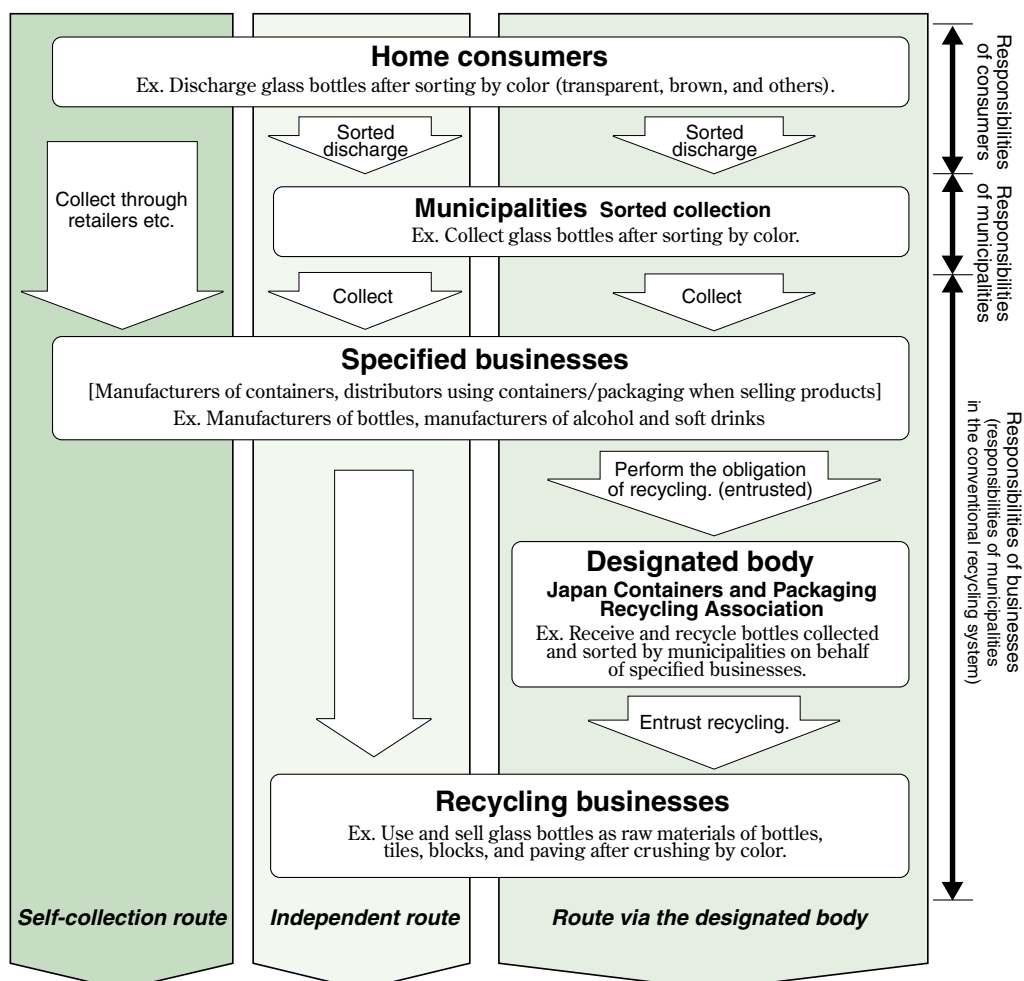 Home consumers
Ex. Discharge glass bottles after sorting by color (transparent, brown, and others).
Sorted
discharge
Sorted
discharge
Collect through
retailers etc.
Municipalities Sorted collection
Ex. Collect glass bottles after sorting by color.
Collect
Collect
Specified businesses
[Manufacturers of containers, distributors using containers/packaging when selling products]
Ex. Manufacturers of bottles, manufacturers of alcohol and soft drinks
Perform the obligation
of recycling. (entrusted)
Designated body
Japan Containers and Packaging
Recycling Association
Ex. Receive and recycle bottles collected
and sorted by municipalities on behalf
of specified businesses.
Entrust recycling.
Recycling businesses
Ex. Use and sell glass bottles as raw materials of bottles,
tiles, blocks, and paving after crushing by color.
Self-collection route
Independent route
Route via the designated body
Responsibilities
of consumers
Responsibilities
of municipalities
Responsibilities of businesses
(responsibilities of municipalities
in the conventional recycling system)